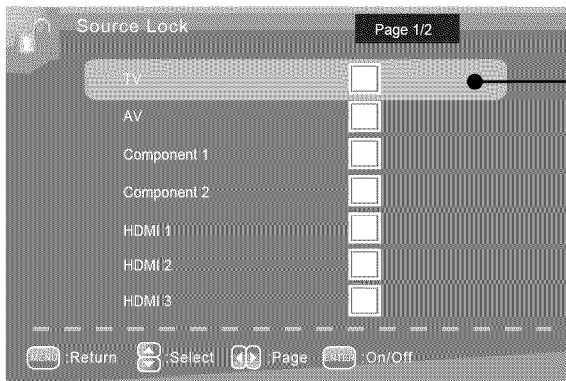 Source Lock
Page 1/2
TV
AV
Component 1
Component 2
HDMI 1
HDMI 2
HDMI 3
MENU :Return :Select :Page ENTER :On/Off